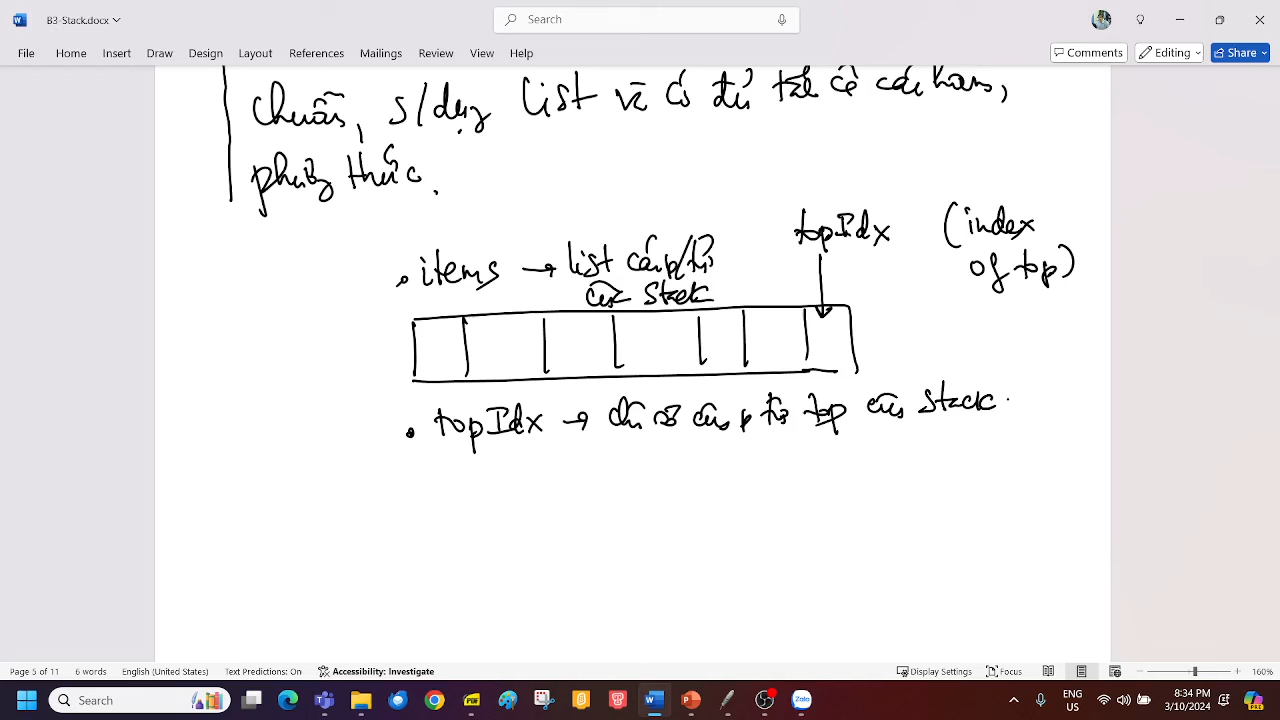 B3-Stack.docx
Search
File Home Insert Draw Design Layout References Mailings Review View Help
Comments Editing Share
chuẩn, s/dụng list và có đủ tất cả các hàm,
phương thức.
topIdx (index
of top)
• items → list các p/tử
của stack
• topIdx → chỉ số của p tử top của stack.
Page 5 of 11 6 words English (United States) Text Predictions: On Accessibility: Investigate Display Settings Focus 160%
Search ENG 8:34 PM
US 3/10/2024